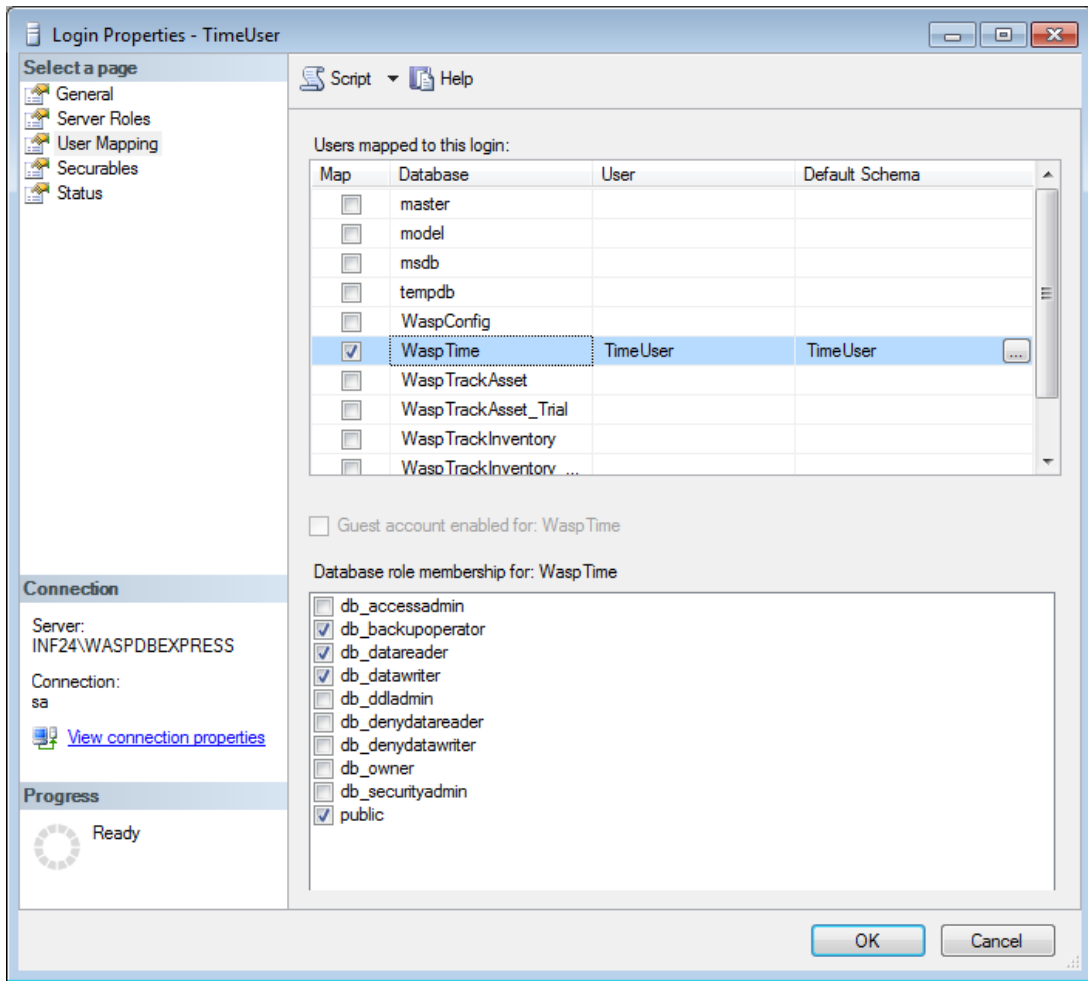 Login Properties - TimeUser
Select a page
General
Server Roles
User Mapping
Securables
Status
Script Help
Users mapped to this login:
Map Database User Default Schema
master
model
msdb
tempdb
WaspConfig
WaspTime TimeUser TimeUser ...
WaspTrackAsset
WaspTrackAsset_Trial
WaspTrackInventory
WaspTrackInventory_...
Guest account enabled for: WaspTime
Database role membership for: WaspTime
db_accessadmin
db_backupoperator
db_datareader
db_datawriter
db_ddladmin
db_denydatareader
db_denydatawriter
db_owner
db_securityadmin
public
Connection
Server:
INF24\WASPDBEXPRESS
Connection:
sa
View connection properties
Progress
Ready
OK Cancel